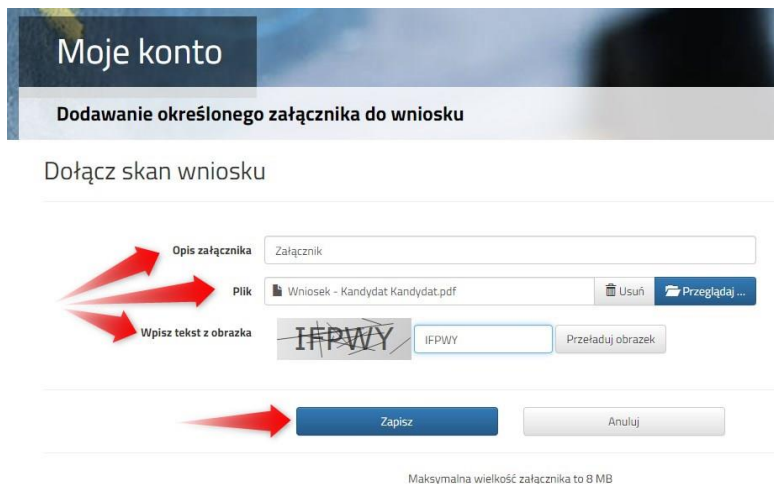 Moje konto
Dodawanie określonego załącznika do wniosku
Dołącz skan wniosku
Opis załącznika Załącznik
Plik Wniosek - Kandydat Kandydat.pdf Usuń Przeglądaj ...
Wpisz tekst z obrazka IFPWY IFPWY Przeładuj obrazek
Zapisz Anuluj
Maksymalna wielkość załącznika to 8 MB